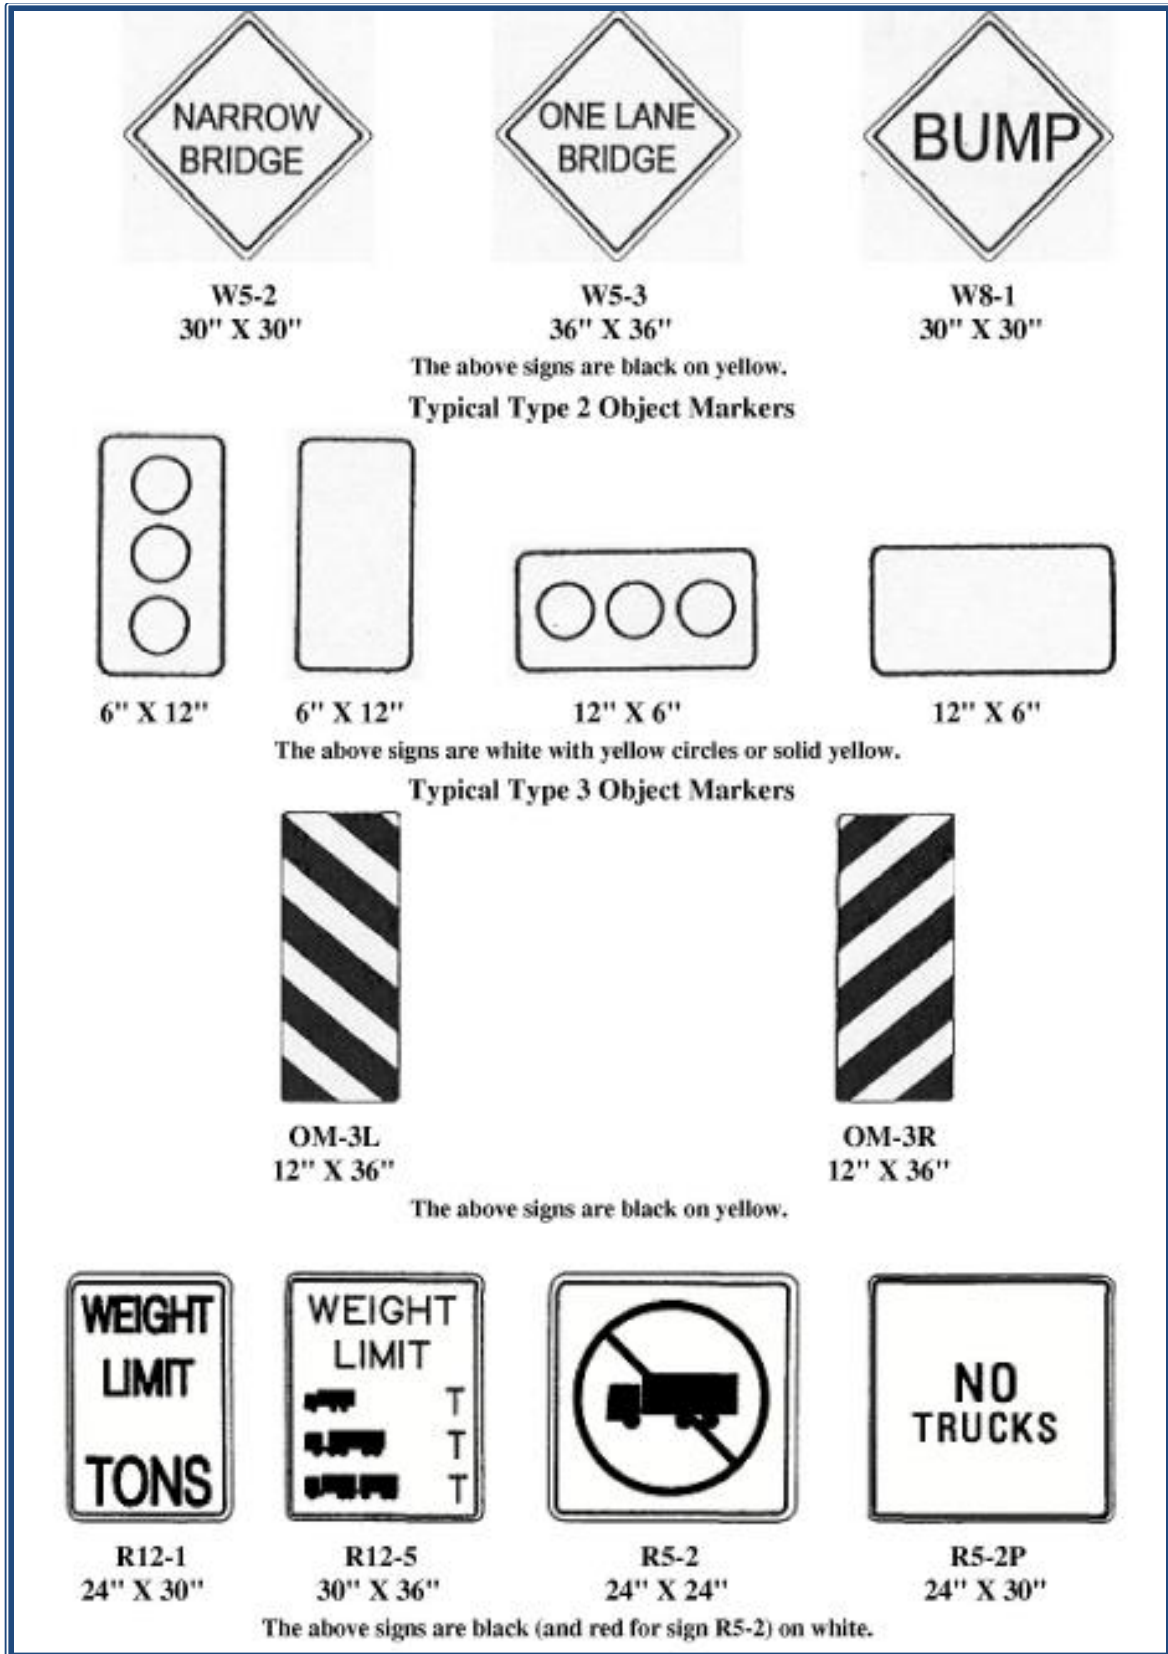 NARROW
BRIDGE
ONE LANE
BRIDGE
BUMP
W5-2
30" X 30"
W5-3
36" X 36"
W8-1
30" X 30"
The above signs are black on yellow.
Typical Type 2 Object Markers
6" X 12"
6" X 12"
12" X 6"
12" X 6"
The above signs are white with yellow circles or solid yellow.
Typical Type 3 Object Markers
OM-3L
12" X 36"
OM-3R
12" X 36"
The above signs are black on yellow.
WEIGHT
LIMIT
TONS
WEIGHT
LIMIT
T
T
T
NO
TRUCKS
R12-1
24" X 30"
R12-5
30" X 36"
R5-2
24" X 24"
R5-2P
24" X 30"
The above signs are black (and red for sign R5-2) on white.